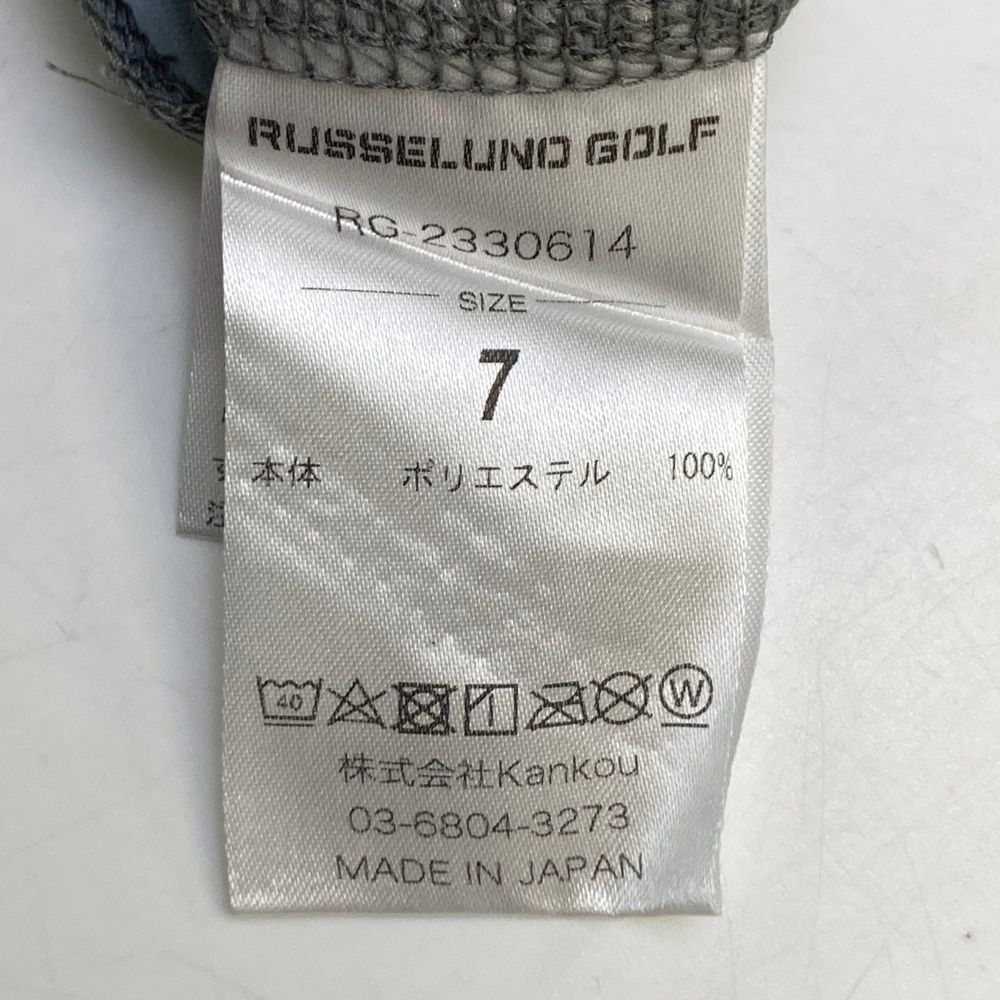 RUSSELUNO GOLF
RG-2330614
SIZE
7
本体 ポリエステル 100%
40
W
株式会社Kankou
03-6804-3273
MADE IN JAPAN